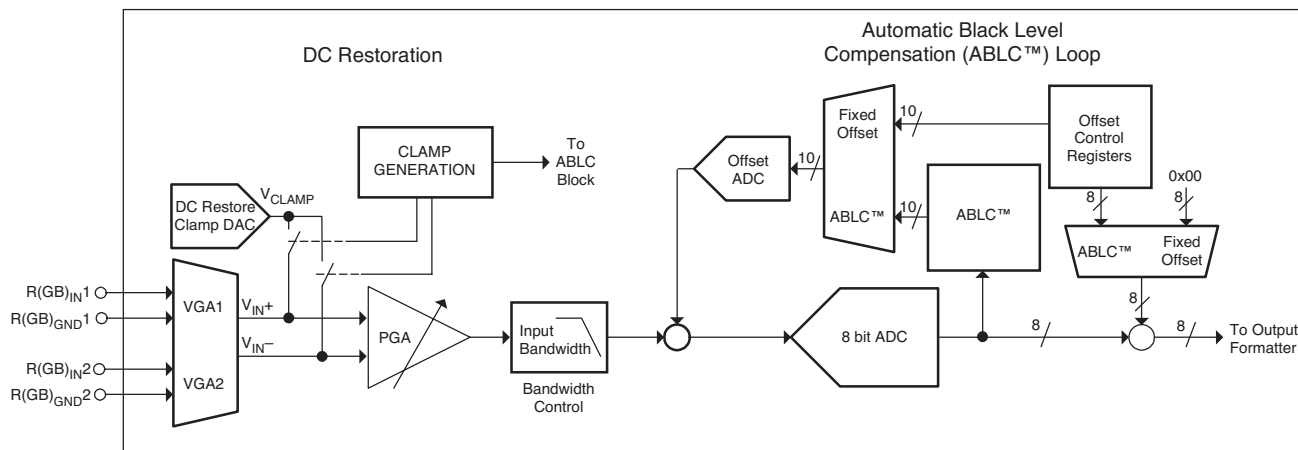 DC Restoration
Automatic Black Level
Compensation (ABLC™) Loop
CLAMP
GENERATION
To
ABLC
Block
DC Restore
Clamp DAC
VCLAMP
Offset
ADC
10
Fixed
Offset
ABLC™
10
10
ABLC™
Offset
Control
Registers
8
0x00
8
ABLC™
Fixed
Offset
8
R(GB)IN1
R(GB)GND1
R(GB)IN2
R(GB)GND2
VGA1
VGA2
VIN+
VIN−
PGA
Input
Bandwidth
Bandwidth
Control
8 bit ADC
8
8
To Output
Formatter